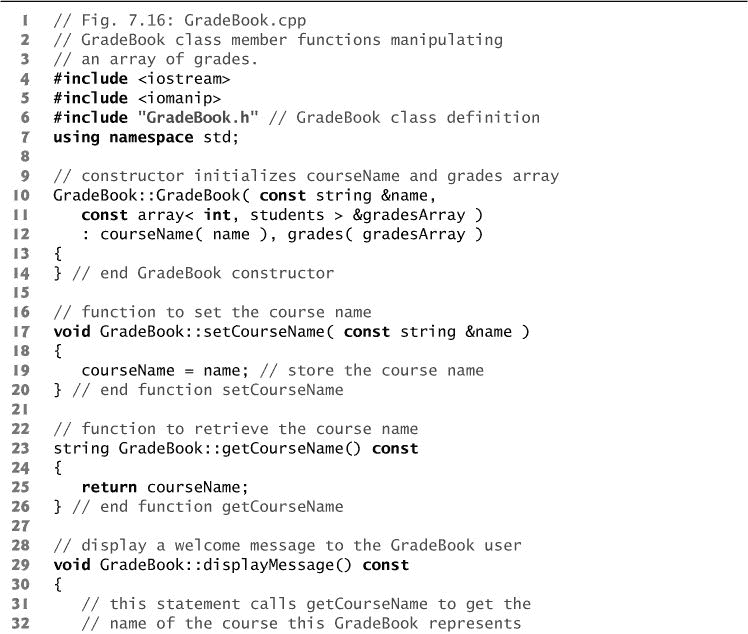 1 // Fig. 7.16: GradeBook.cpp
2 // GradeBook class member functions manipulating
3 // an array of grades.
4 #include <iostream>
5 #include <iomanip>
6 #include "GradeBook.h" // GradeBook class definition
7 using namespace std;
8
9 // constructor initializes courseName and grades array
10 GradeBook::GradeBook( const string &name,
11    const array< int, students > &gradesArray )
12    : courseName( name ), grades( gradesArray )
13 {
14 } // end GradeBook constructor
15
16 // function to set the course name
17 void GradeBook::setCourseName( const string &name )
18 {
19    courseName = name; // store the course name
20 } // end function setCourseName
21
22 // function to retrieve the course name
23 string GradeBook::getCourseName() const
24 {
25    return courseName;
26 } // end function getCourseName
27
28 // display a welcome message to the GradeBook user
29 void GradeBook::displayMessage() const
30 {
31    // this statement calls getCourseName to get the
32    // name of the course this GradeBook represents